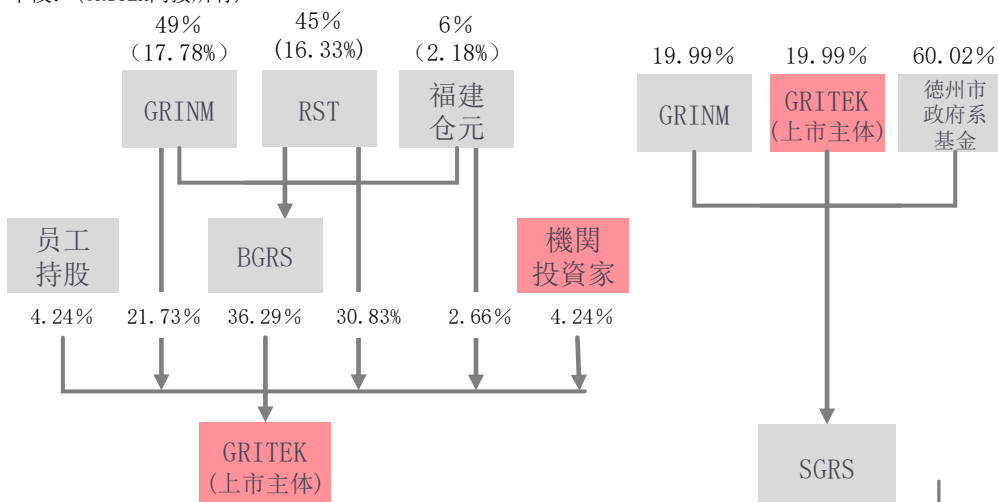 49%
45%
6%
(17.78%)
(16.33%)
(2.18%)
GRINM
RST
福建
仓元
员工
持股
BGRS
機関
投資家
4.24%
21.73%
36.29%
30.83%
2.66%
4.24%
GRITEK
(上市主体)
19.99%
19.99%
60.02%
GRINM
GRITEK
(上市主体)
徳州市
政府系
基金
SGRS